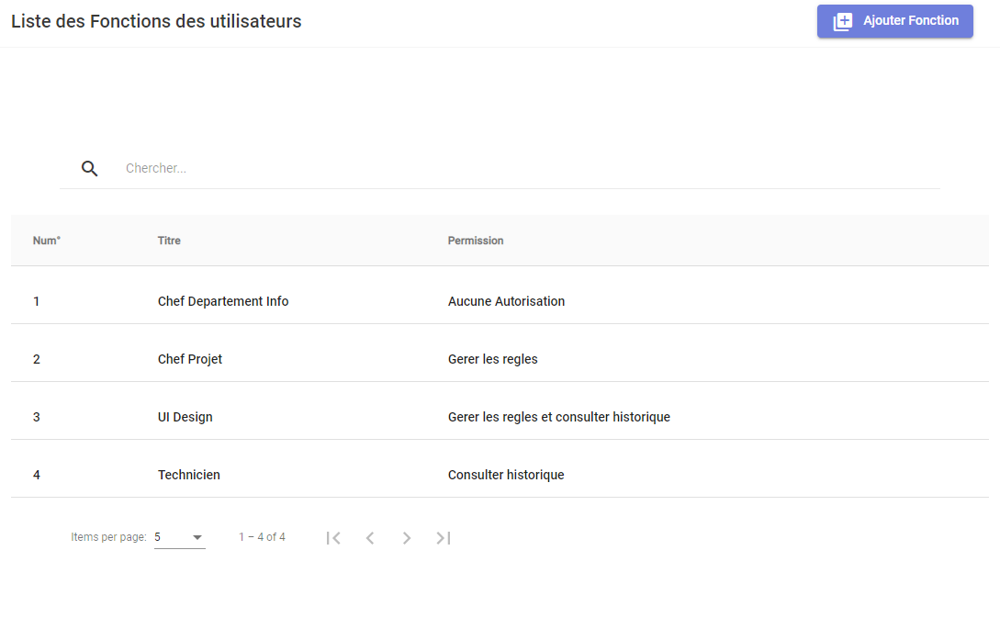 Liste des Fonctions des utilisateurs
Ajouter Fonction
Chercher...
Num° Titre Permission
1 Chef Departement Info Aucune Autorisation
2 Chef Projet Gerer les regles
3 UI Design Gerer les regles et consulter historique
4 Technicien Consulter historique
Items per page: 5 1 – 4 of 4